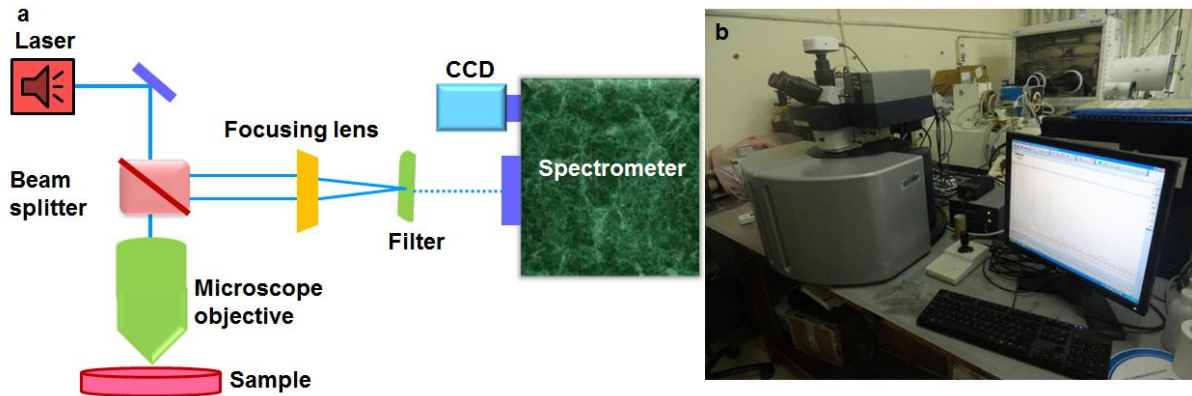 a
Laser
CCD
Focusing lens
Spectrometer
Beam
splitter
Filter
Microscope
objective
Sample
b